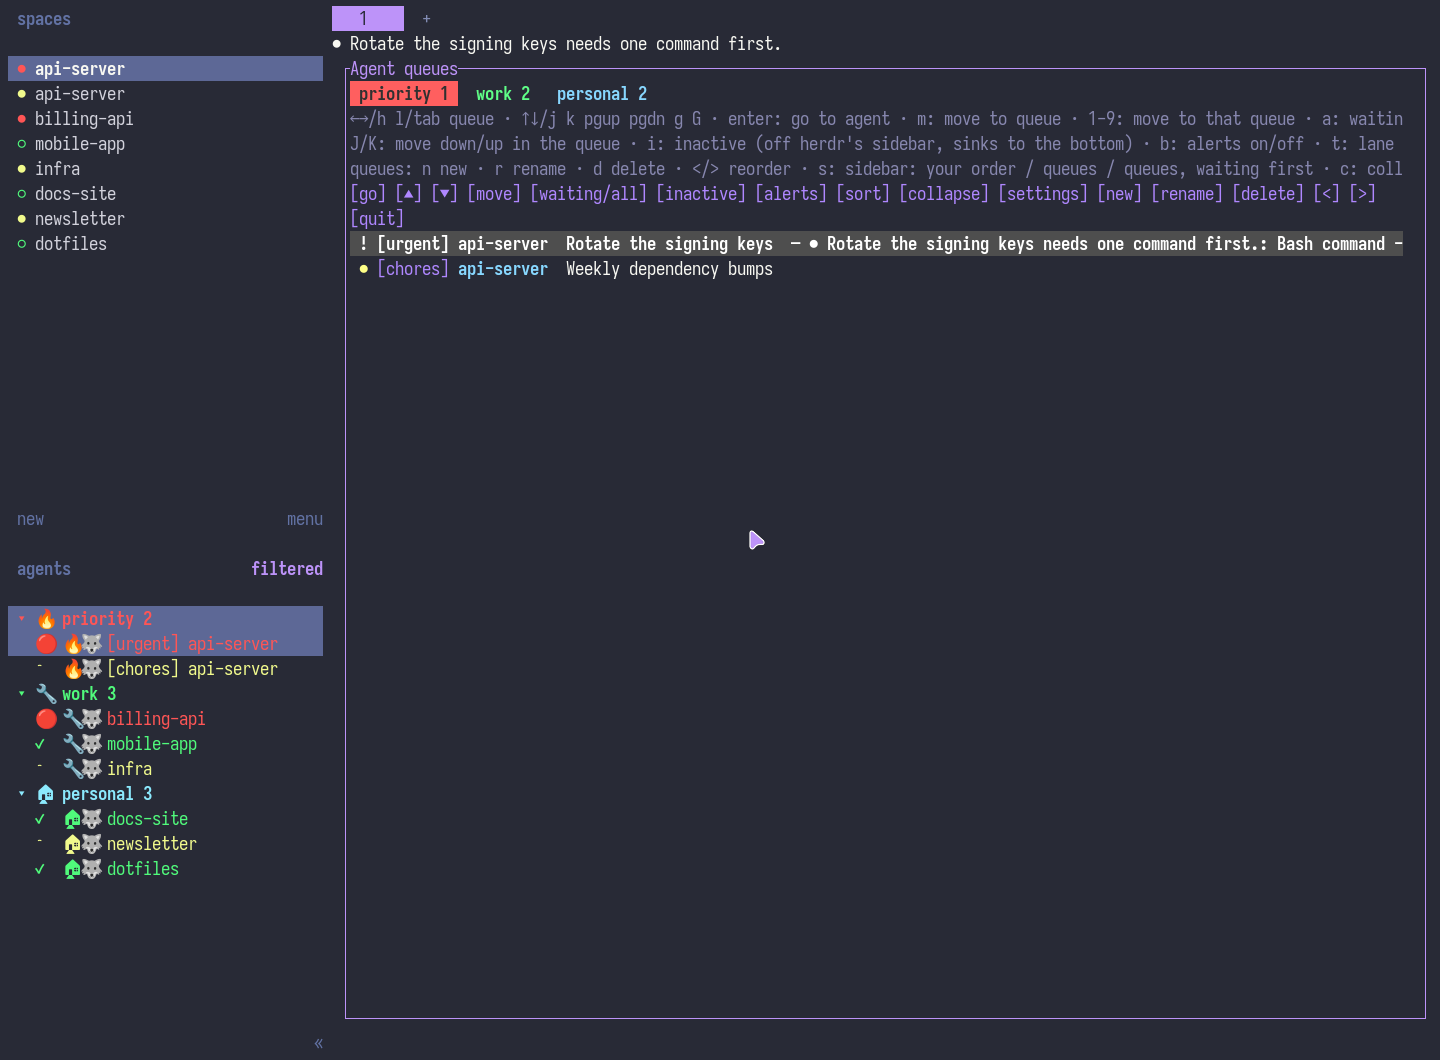 spaces
1 +
● Rotate the signing keys needs one command first.
● api-server
● api-server
● billing-api
○ mobile-app
● infra
○ docs-site
● newsletter
○ dotfiles
new menu
agents filtered
▾ 🔥 priority 2
🔴 🔥🐺 [urgent] api-server
- 🔥🐺 [chores] api-server
▾ 🔧 work 3
🔴 🔧🐺 billing-api
✓ 🔧🐺 mobile-app
- 🔧🐺 infra
▾ 🏠 personal 3
✓ 🏠🐺 docs-site
- 🏠🐺 newsletter
✓ 🏠🐺 dotfiles
«
Agent queues
priority 1 work 2 personal 2
←→/h l/tab queue · ↑↓/j k pgup pgdn g G · enter: go to agent · m: move to queue · 1-9: move to that queue · a: waitin
J/K: move down/up in the queue · i: inactive (off herdr's sidebar, sinks to the bottom) · b: alerts on/off · t: lane
queues: n new · r rename · d delete · </> reorder · s: sidebar: your order / queues / queues, waiting first · c: coll
[go] [▲] [▼] [move] [waiting/all] [inactive] [alerts] [sort] [collapse] [settings] [new] [rename] [delete] [<] [>]
[quit]
! [urgent] api-server Rotate the signing keys — ● Rotate the signing keys needs one command first.: Bash command -
● [chores] api-server Weekly dependency bumps